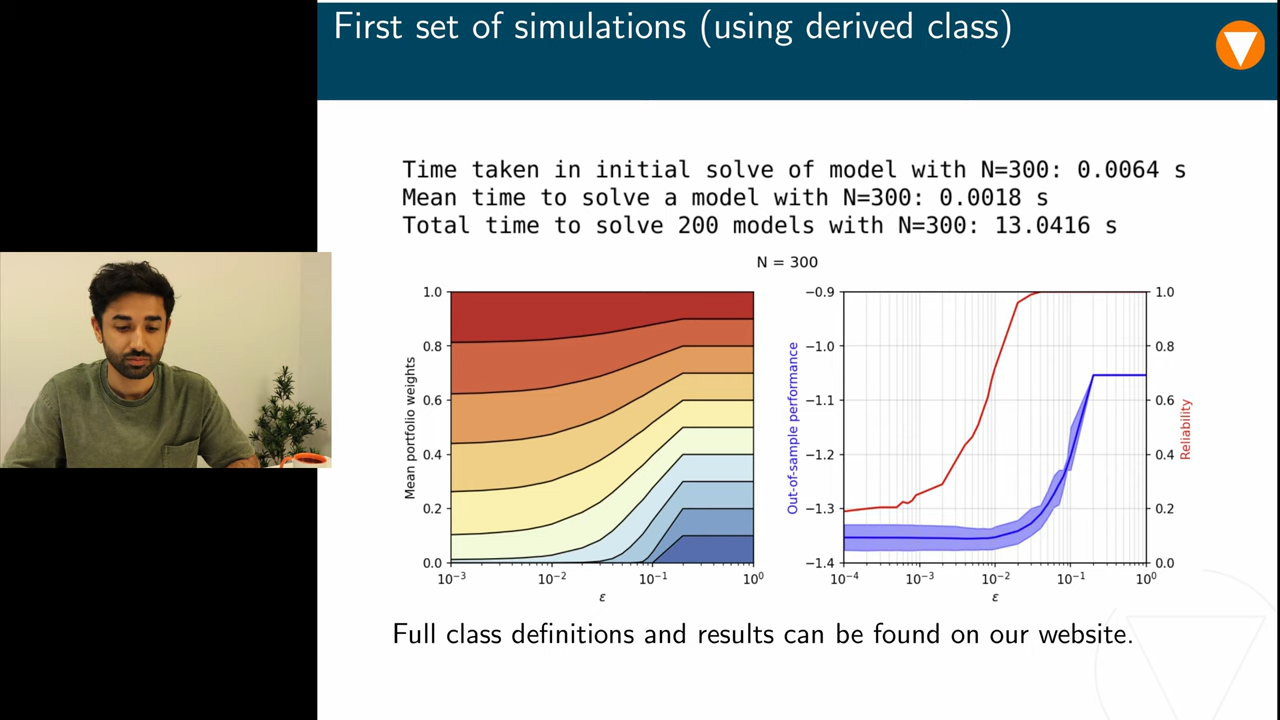 First set of simulations (using derived class)
Time taken in initial solve of model with N=300: 0.0064 s
Mean time to solve a model with N=300: 0.0018 s
Total time to solve 200 models with N=300: 13.0416 s
N = 300
Mean portfolio weights
1.0
0.8
0.6
0.4
0.2
0.0
10⁻³
10⁻²
10⁻¹
10⁰
ε
Out-of-sample performance
−0.9
−1.0
−1.1
−1.2
−1.3
−1.4
10⁻⁴
10⁻³
10⁻²
10⁻¹
10⁰
ε
1.0
0.8
0.6
0.4
0.2
0.0
Reliability
Full class definitions and results can be found on our website.